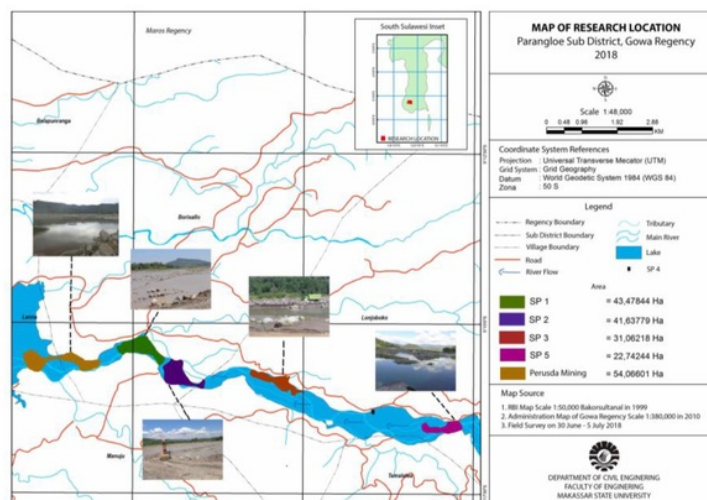 Maros Regency
South Sulawesi Inset
RESEARCH LOCATION
Borisallo
Lonjoboko
Lanna
Manuju
MAP OF RESEARCH LOCATION
Parangloe Sub District, Gowa Regency
2018
Scale 1:48,000
0 0.48 0.96 1.92 2.88
KM
Coordinate System References
Projection : Universal Transverse Mecator (UTM)
Grid System : Grid Geography
Datum : World Geodetic System 1984 (WGS 84)
Zona : 50 S
Legend
Regency Boundary
Sub District Boundary
Village Boundary
Road
River Flow
Tributary
Main River
Lake
SP 4
Area
SP 1 = 43,47844 Ha
SP 2 = 41,63779 Ha
SP 3 = 31,06218 Ha
SP 5 = 22,74244 Ha
Perusda Mining = 54,06601 Ha
Map Source
1. RBI Map Scale 1:50,000 Bakorsultanal in 1999
2. Administration Map of Gowa Regency Scale 1:380,000 in 2010
3. Field Survey on 30 June - 5 July 2018
DEPARTMENT OF CIVIL ENGINERING
FACULTY OF ENGINERING
MAKASSAR STATE UNIVERSITY